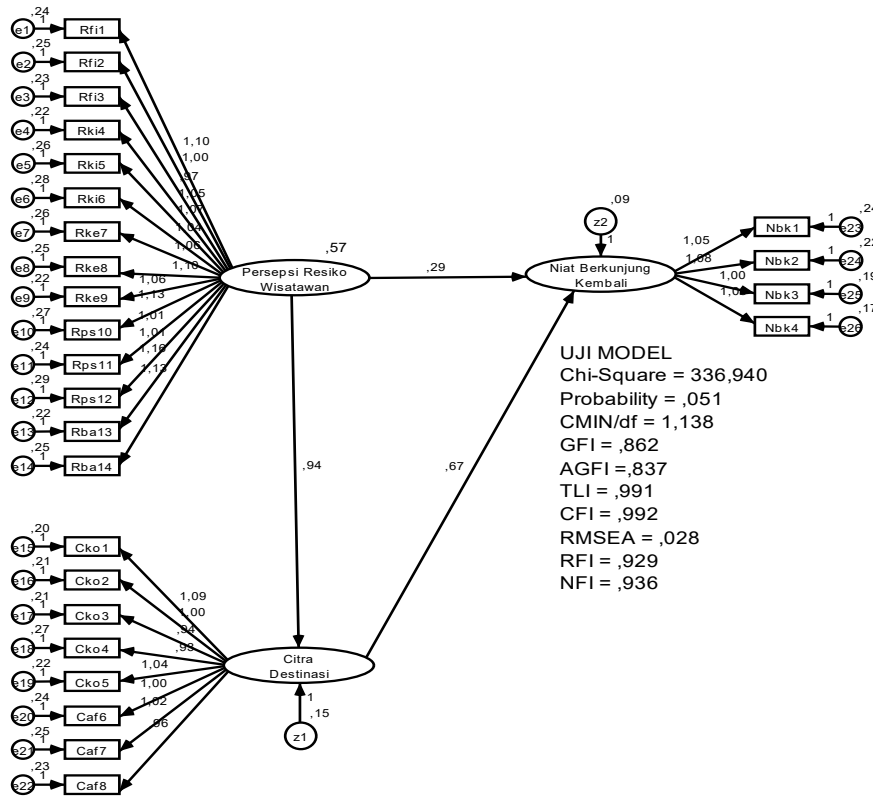 ,24
1
e1
Rfi1
,25
1
e2
Rfi2
,23
1
e3
Rfi3
,22
1
e4
Rki4
,26
1
e5
Rki5
,28
1
e6
Rki6
,26
1
e7
Rke7
,25
1
e8
Rke8
,22
1
e9
Rke9
,27
1
e10
Rps10
,24
1
e11
Rps11
,29
1
e12
Rps12
,22
1
e13
Rba13
,25
1
e14
Rba14
1,10
1,00
,97
1,05
1,07
1,04
1,06
1,10
1,06
1,13
1,01
1,01
1,16
1,13
,57
Persepsi Resiko
Wisatawan
,29
,09
z2
1
Niat Berkunjung
Kembali
1,05
1,08
1,00
Nbk1
1
,24
e23
Nbk2
1
,22
e24
Nbk3
1
,19
e25
Nbk4
1
,17
e26
UJI MODEL
Chi-Square = 336,940
Probability = ,051
CMIN/df = 1,138
GFI = ,862
AGFI =,837
TLI = ,991
CFI = ,992
RMSEA = ,028
RFI = ,929
NFI = ,936
,94
,67
,20
1
e15
Cko1
,21
1
e16
Cko2
,21
1
e17
Cko3
,27
1
e18
Cko4
,22
1
e19
Cko5
,24
1
e20
Caf6
,25
1
e21
Caf7
,23
1
e22
Caf8
1,09
1,00
,94
,93
1,04
1,00
1,02
,96
Citra
Destinasi
1
,15
z1